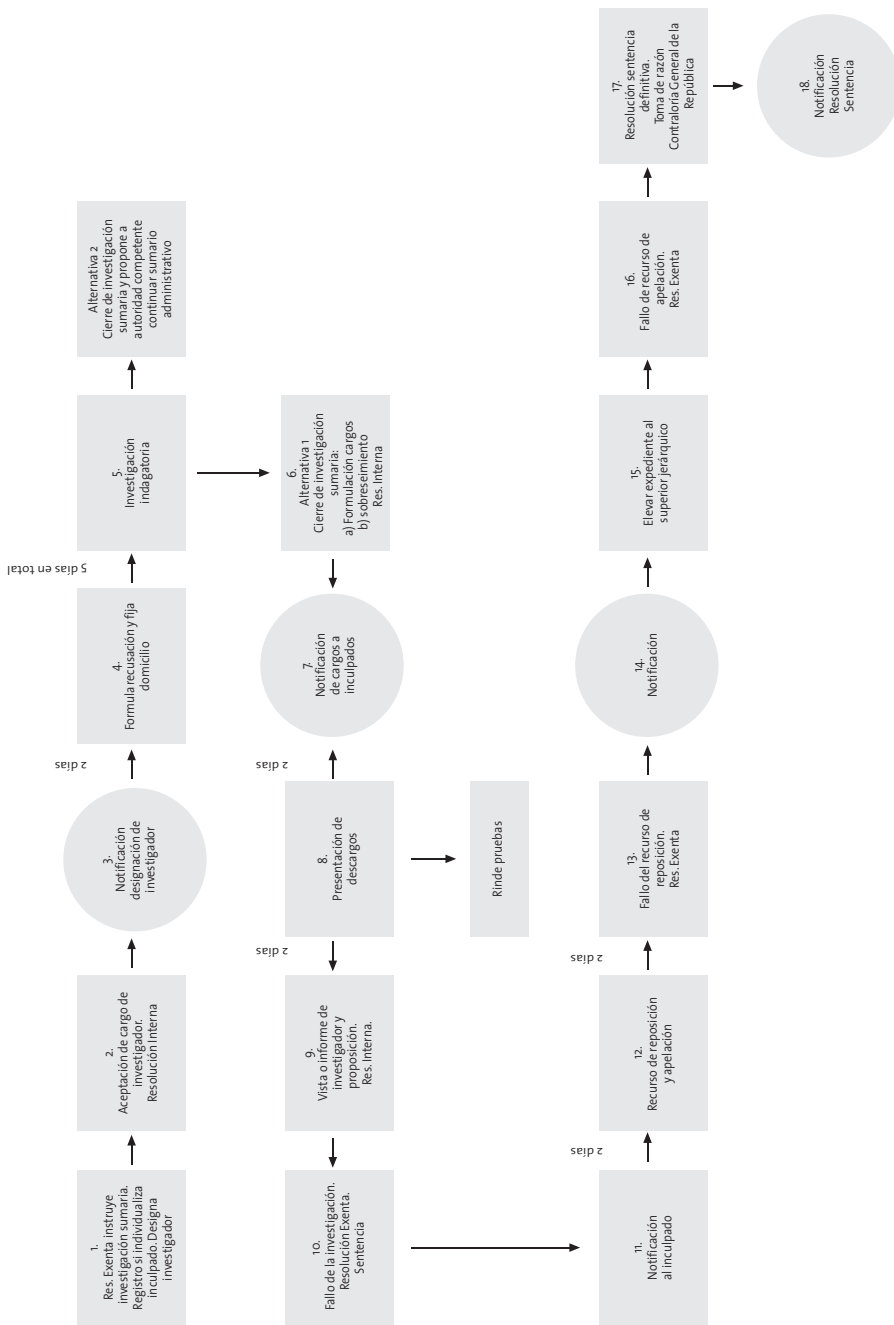 1.
Res. Exenta instruye
investigación sumaria.
Registro si individualiza
inculpado. Designa
investigador
2.
Aceptación de cargo de
investigador.
Resolución Interna
3.
Notificación
designación de
investigador
2 días
4.
Formula recusación y fija
domicilio
5 días en total
5.
Investigación
indagatoria
Alternativa 2
Cierre de investigación
sumaria y propone a
autoridad competente
continuar sumario
administrativo
6.
Alternativa 1
Cierre de investigación
sumaria:
a) Formulación cargos
b) sobreseimiento
Res. Interna
7.
Notificación
de cargos a
inculpados
2 días
8.
Presentación de
descargos
Rinde pruebas
2 días
9.
Vista o informe de
investigador y
proposición.
Res. Interna.
10.
Fallo de la investigación.
Resolución Exenta.
Sentencia
11.
Notificación
al inculpado
2 días
12.
Recurso de reposición
y apelación
2 días
13.
Fallo del recurso de
reposición.
Res. Exenta
14.
Notificación
15.
Elevar expediente al
superior jerárquico
16.
Fallo de recurso de
apelación.
Res. Exenta
17.
Resolución sentencia
definitiva.
Toma de razón
Contraloría General de la
República
18.
Notificación
Resolución
Sentencia